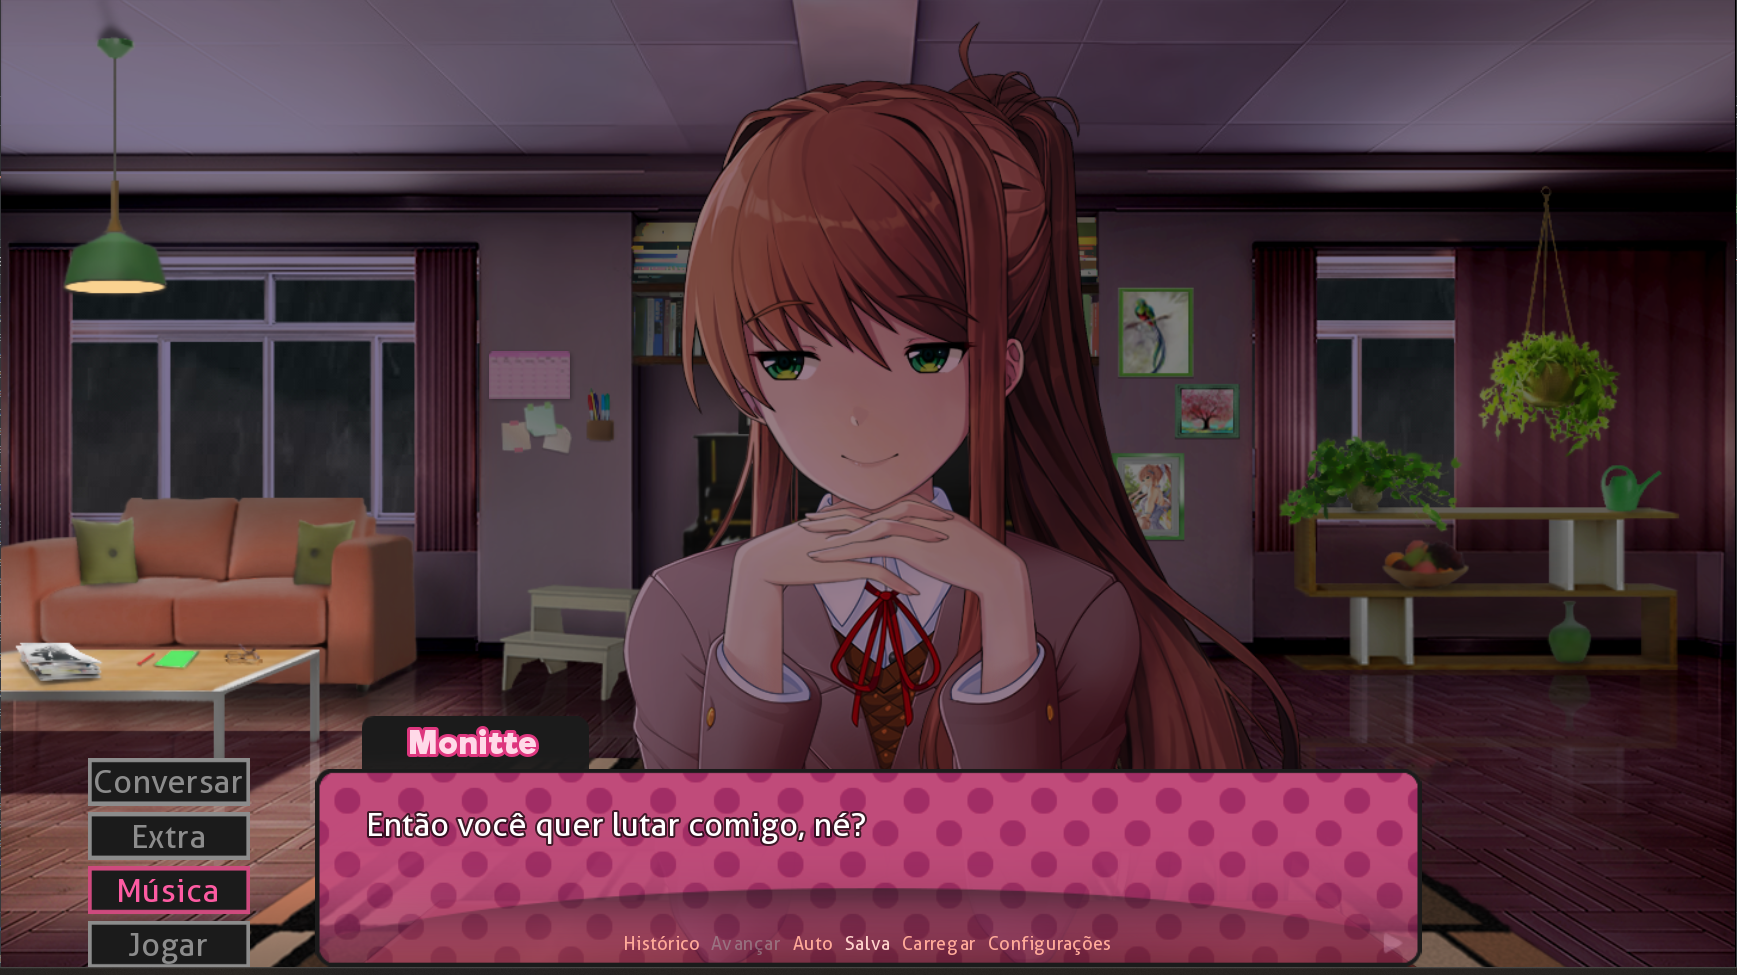 Monitte
Então você quer lutar comigo, né?
Conversar
Extra
Música
Jogar
Histórico Avançar Auto Salva Carregar Configurações